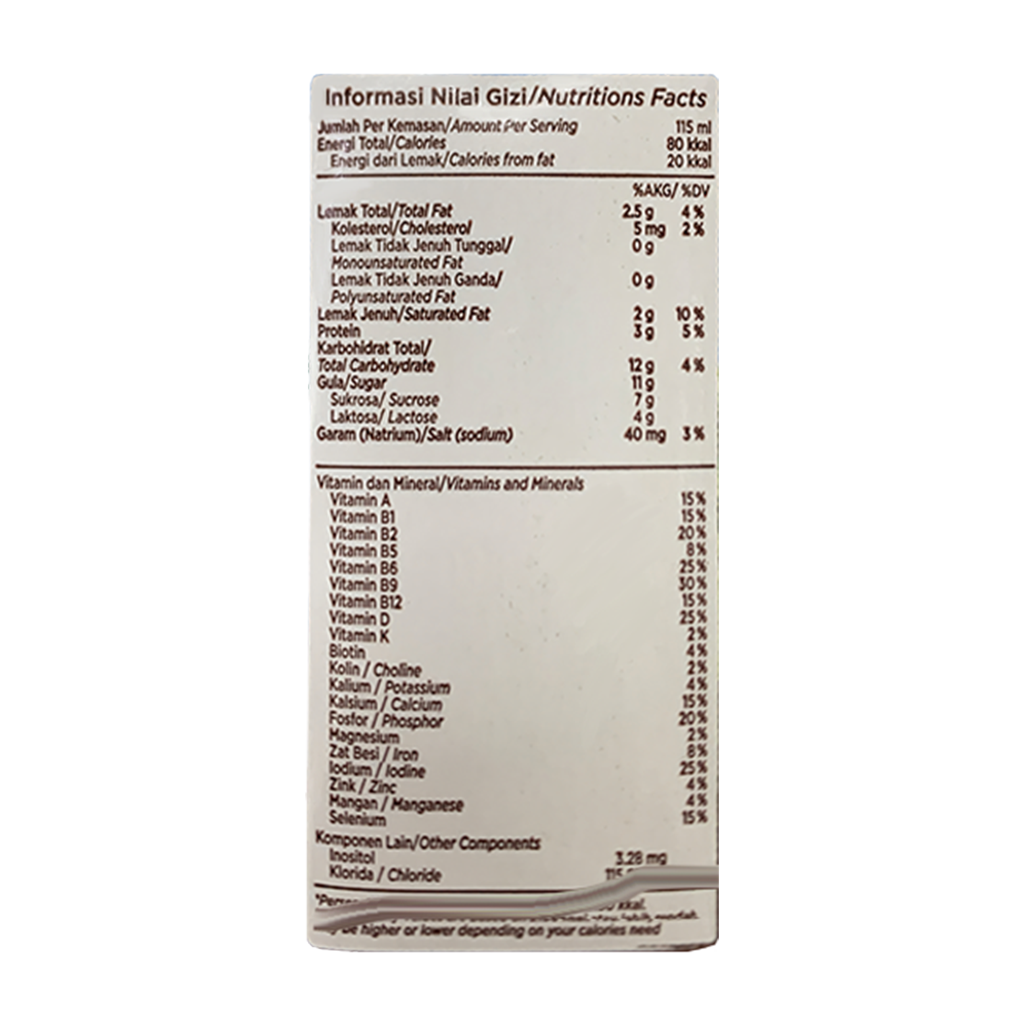 Informasi Nilai Gizi/Nutritions Facts
Jumlah Per Kemasan/Amount Per Serving 115 ml
Energi Total/Calories 80 kkal
Energi dari Lemak/Calories from fat 20 kkal
%AKG/ %DV
Lemak Total/Total Fat 2.5 g 4%
Kolesterol/Cholesterol 5 mg 2%
Lemak Tidak Jenuh Tunggal/ 0 g
Monounsaturated Fat
Lemak Tidak Jenuh Ganda/ 0 g
Polyunsaturated Fat
Lemak Jenuh/Saturated Fat 2 g 10%
Protein 3 g 5%
Karbohidrat Total/
Total Carbohydrate 12 g 4%
Gula/Sugar 11 g
Sukrosa/ Sucrose 7 g
Laktosa/ Lactose 4 g
Garam (Natrium)/Salt (sodium) 40 mg 3%
Vitamin dan Mineral/Vitamins and Minerals
Vitamin A 15%
Vitamin B1 15%
Vitamin B2 20%
Vitamin B5 8%
Vitamin B6 25%
Vitamin B9 30%
Vitamin B12 15%
Vitamin D 25%
Vitamin K 2%
Biotin 4%
Kolin / Choline 2%
Kalium / Potassium 4%
Kalsium / Calcium 15%
Fosfor / Phosphor 20%
Magnesium 2%
Zat Besi / Iron 8%
Iodium / Iodine 25%
Zink / Zinc 4%
Mangan / Manganese 4%
Selenium 15%
Komponen Lain/Other Components
Inositol 3.28 mg
Klorida / Chloride
kkal.
be higher or lower depending on your calories need